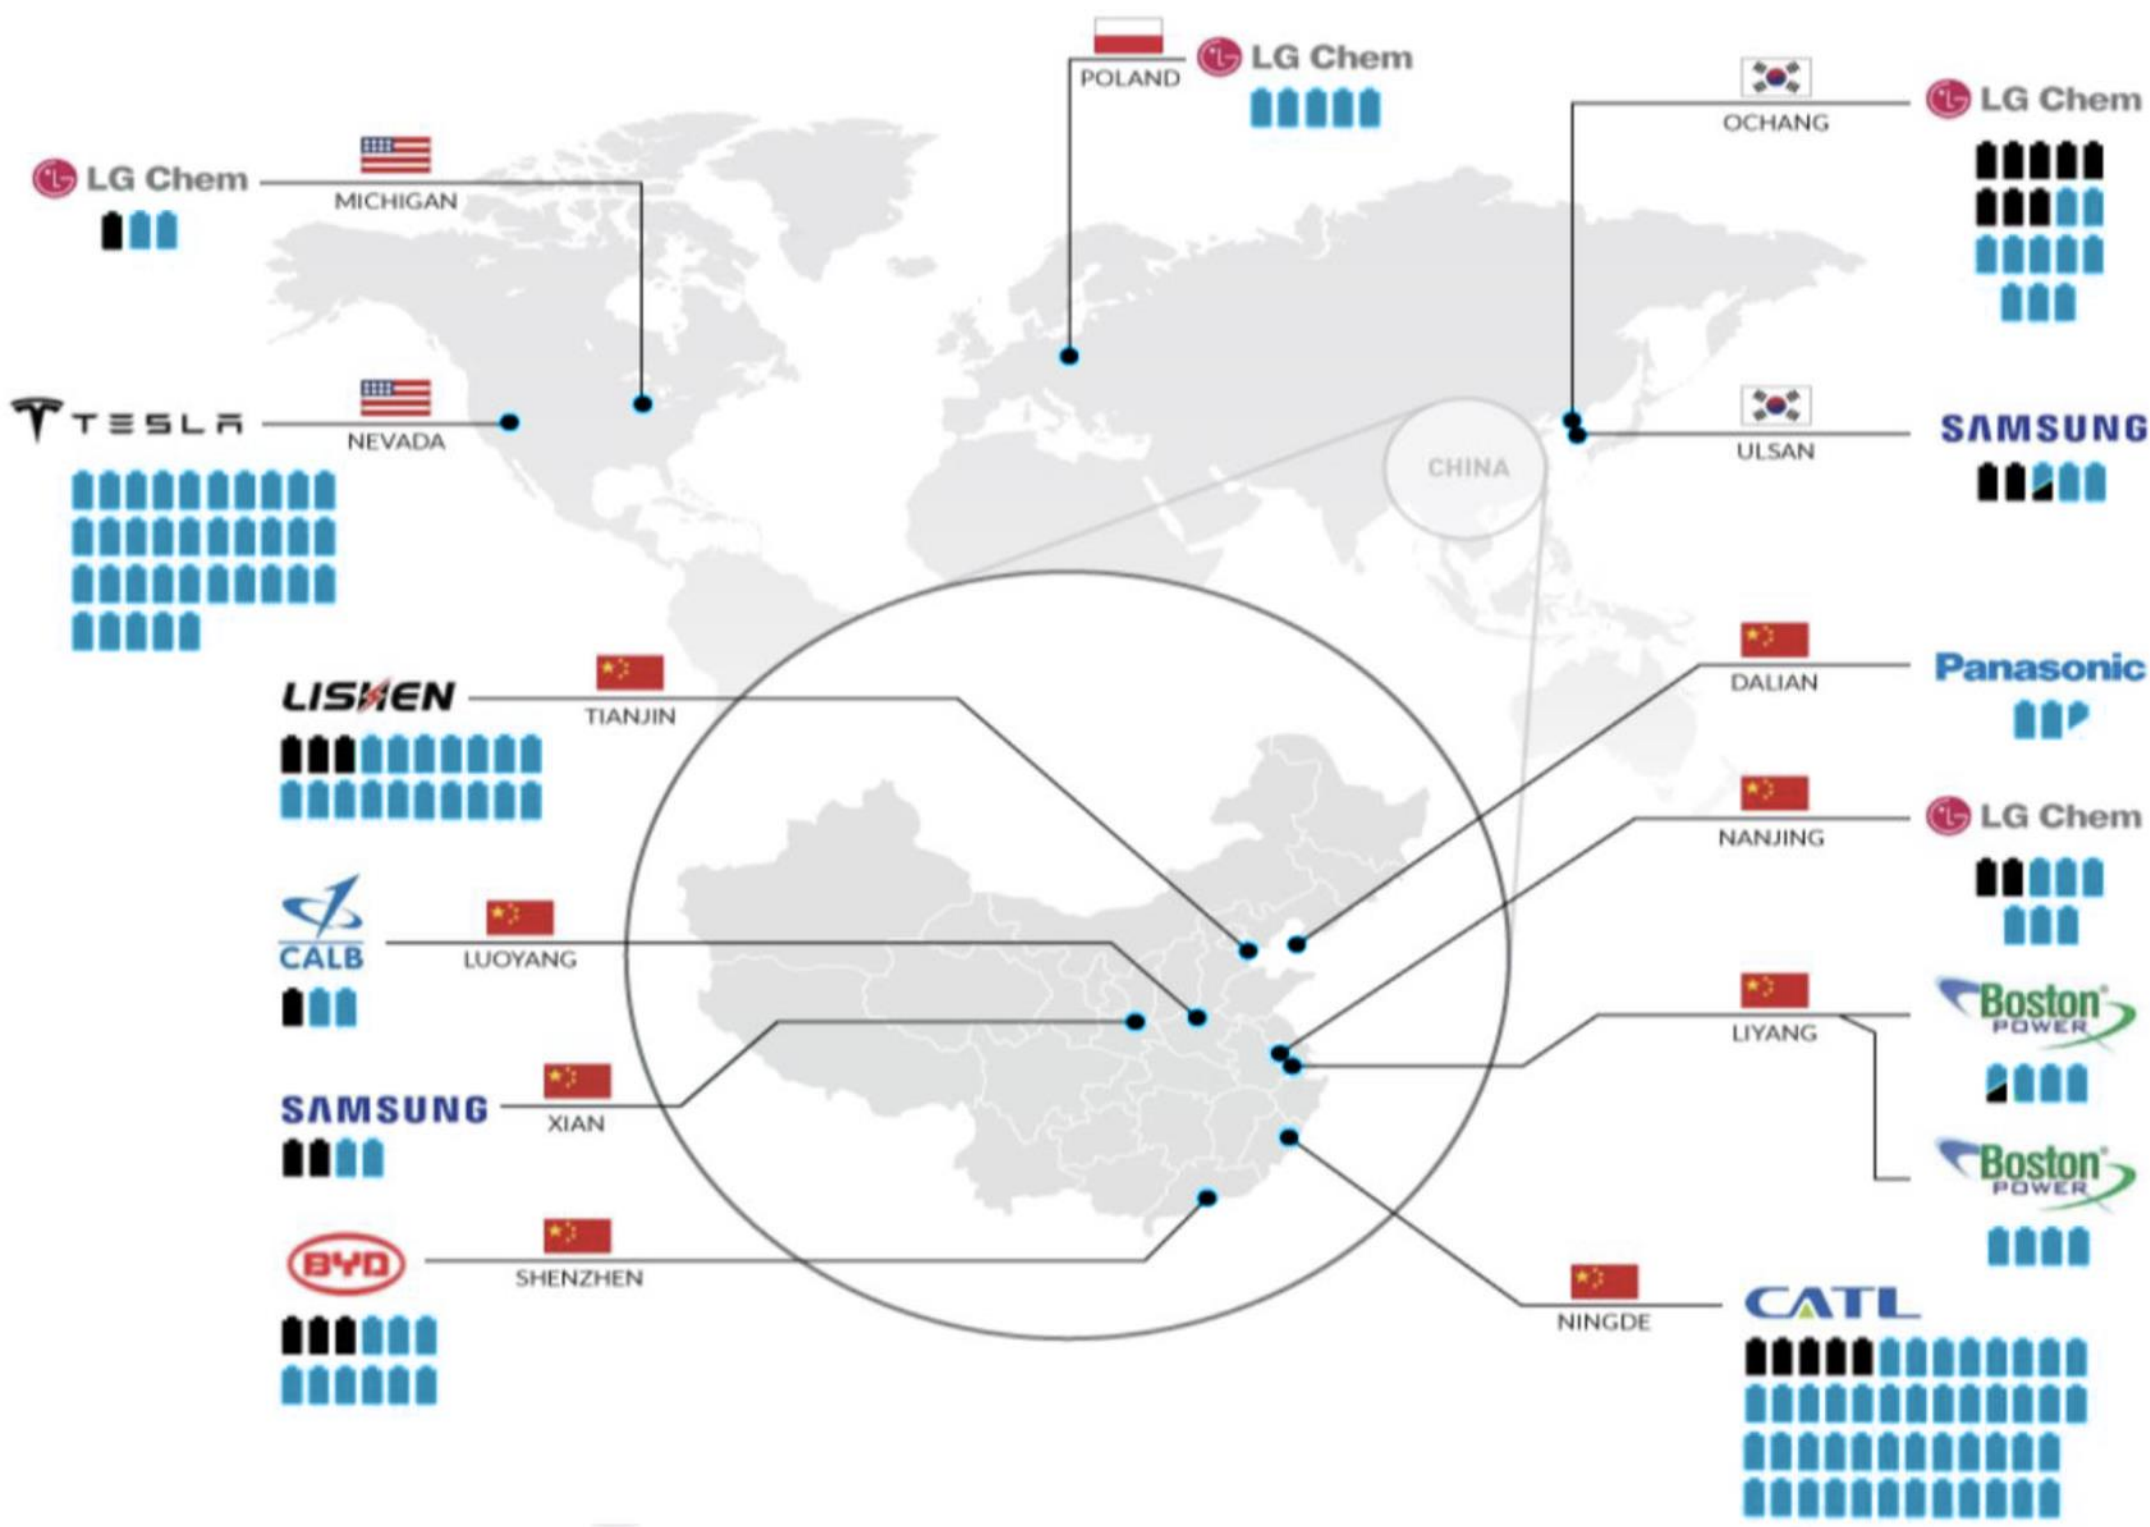 POLAND
LG Chem
OCHANG
LG Chem
LG Chem
MICHIGAN
TESLA
NEVADA
ULSAN
SAMSUNG
CHINA
LISHEN
TIANJIN
DALIAN
Panasonic
NANJING
LG Chem
CALB
LUOYANG
LIYANG
Boston
POWER
SAMSUNG
XIAN
Boston
POWER
BYD
SHENZHEN
NINGDE
CATL